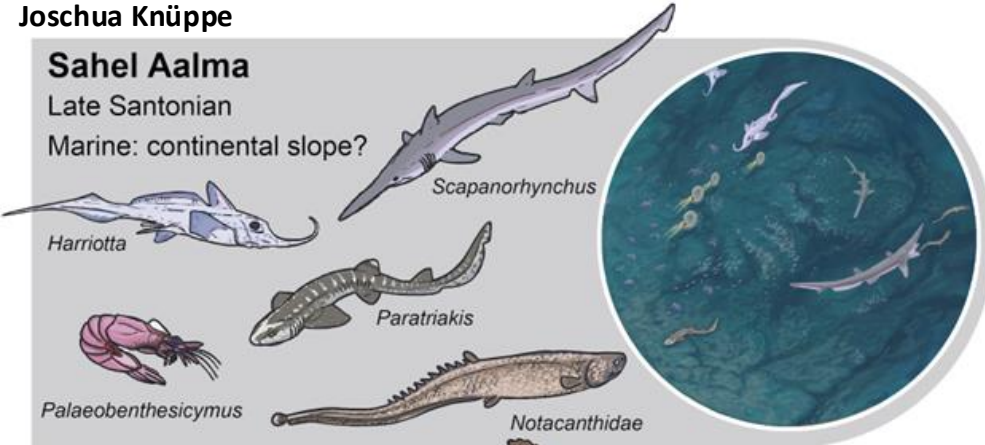 Joschua Knüppe
Sahel Aalma
Late Santonian
Marine: continental slope?
Scapanorhynchus
Harriotta
Paratriakis
Palaeobenthesicymus
Notacanthidae